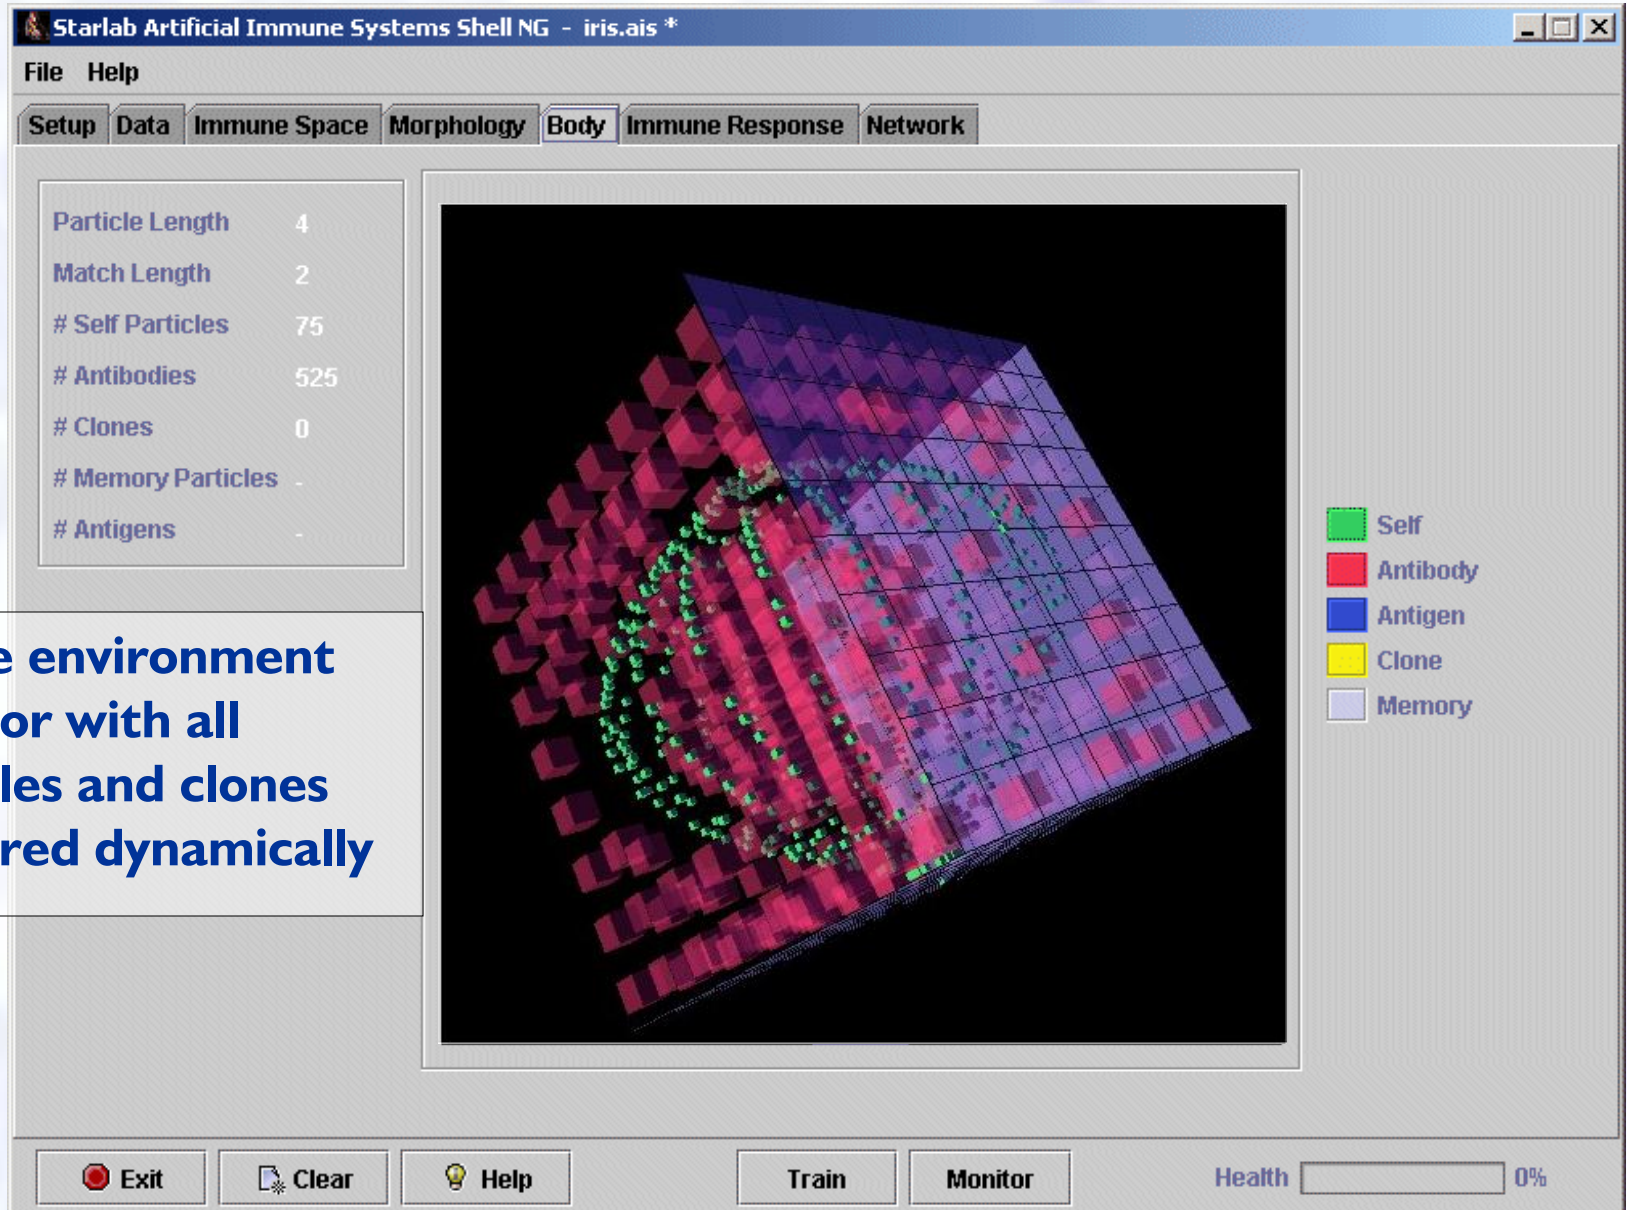 Starlab Artificial Immune Systems Shell NG - iris.ais *
File Help
Setup Data Immune Space Morphology Body Immune Response Network
Particle Length 4
Match Length 2
# Self Particles 75
# Antibodies 525
# Clones 0
# Memory Particles -
# Antigens -
environment
or with all
and clones
dynamically
Self
Antibody
Antigen
Clone
Memory
Exit Clear Help Train Monitor Health 0%